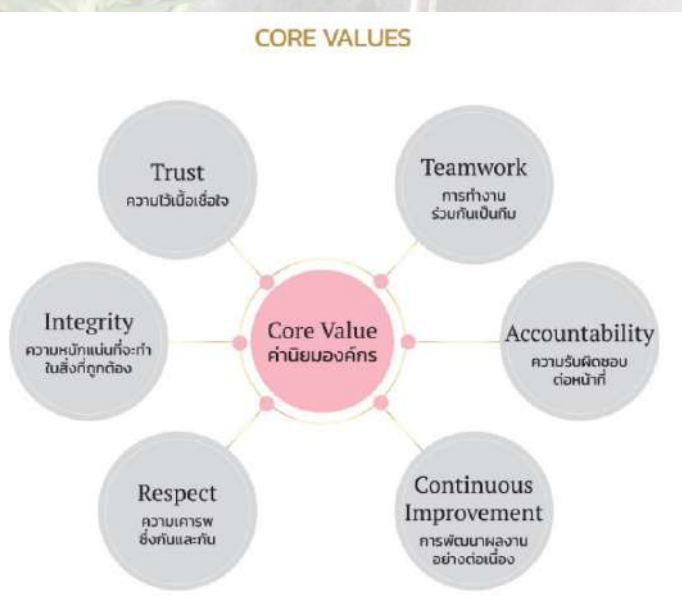 CORE VALUES
Trust
ความไว้เนื้อเชื่อใจ
Teamwork
การทำงาน
ร่วมกันเป็นทีม
Integrity
ความหนักแน่นที่จะทำ
ในสิ่งที่ถูกต้อง
Core Value
ค่านิยมองค์กร
Accountability
ความรับผิดชอบ
ต่อหน้าที่
Respect
ความเคารพ
ซึ่งกันและกัน
Continuous
Improvement
การพัฒนาผลงาน
อย่างต่อเนื่อง